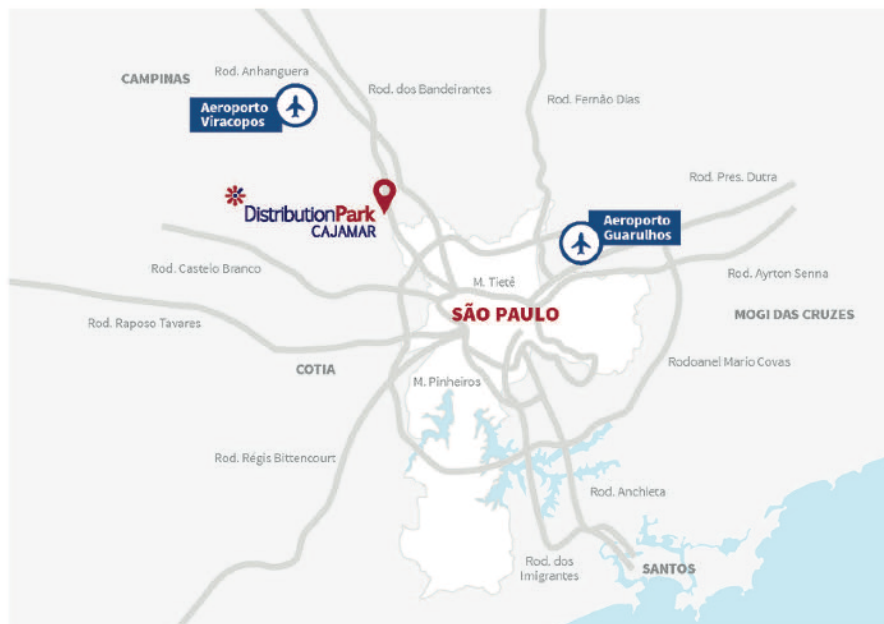 CAMPINAS
Rod. Anhanguera
Rod. dos Bandeirantes
Aeroporto
Viracopos
Rod. Fernão Dias
Rod. Pres. Dutra
DistributionPark
CAJAMAR
Aeroporto
Guarulhos
Rod. Castelo Branco
M. Tietê
Rod. Ayrton Senna
SÃO PAULO
MOGI DAS CRUZES
Rod. Raposo Tavares
COTIA
Rodoanel Mario Covas
M. Pinheiros
Rod. Régis Bittencourt
Rod. Anchieta
Rod. dos
Imigrantes
SANTOS